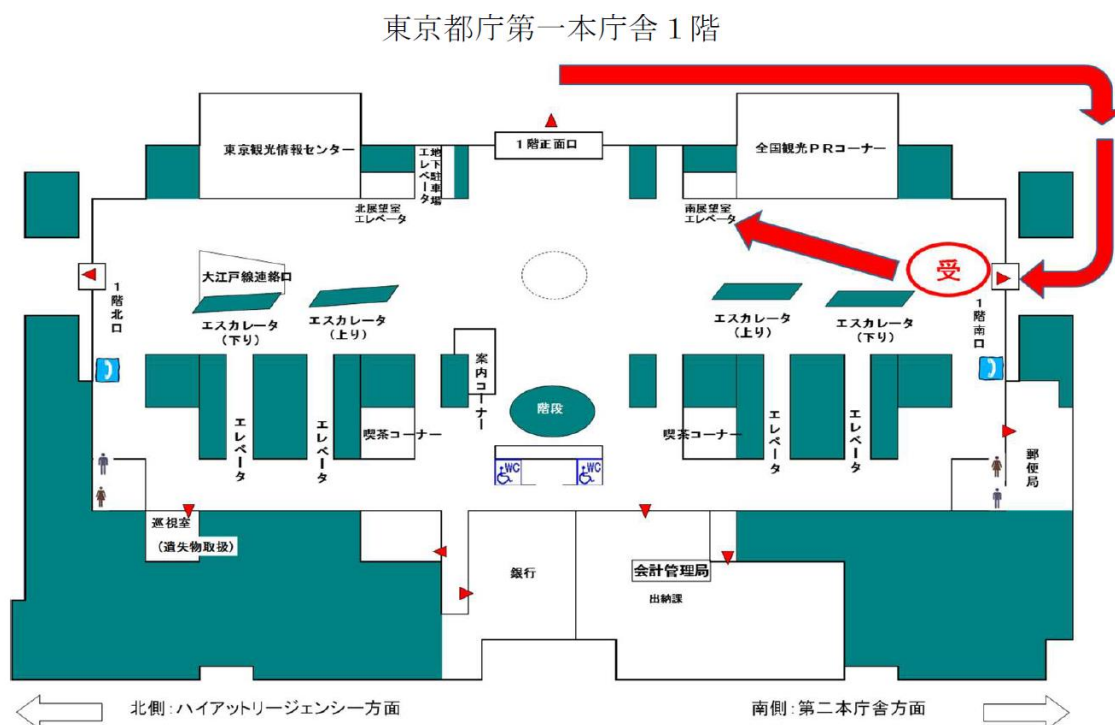 東京都庁第一本庁舎１階
東京観光情報センター
地下駐車場
エレベータ
１階正面口
全国観光ＰＲコーナー
北展望室
エレベータ
南展望室
エレベータ
受
大江戸線連絡口
１階北口
エスカレータ
(下り)
エスカレータ
(上り)
エスカレータ
(上り)
エスカレータ
(下り)
１階南口
案内コーナー
階段
エレベータ
エレベータ
喫茶コーナー
喫茶コーナー
エレベータ
エレベータ
WC
WC
郵便局
巡視室
(遺失物取扱)
銀行
会計管理局
出納課
北側：ハイアットリージェンシー方面
南側：第二本庁舎方面